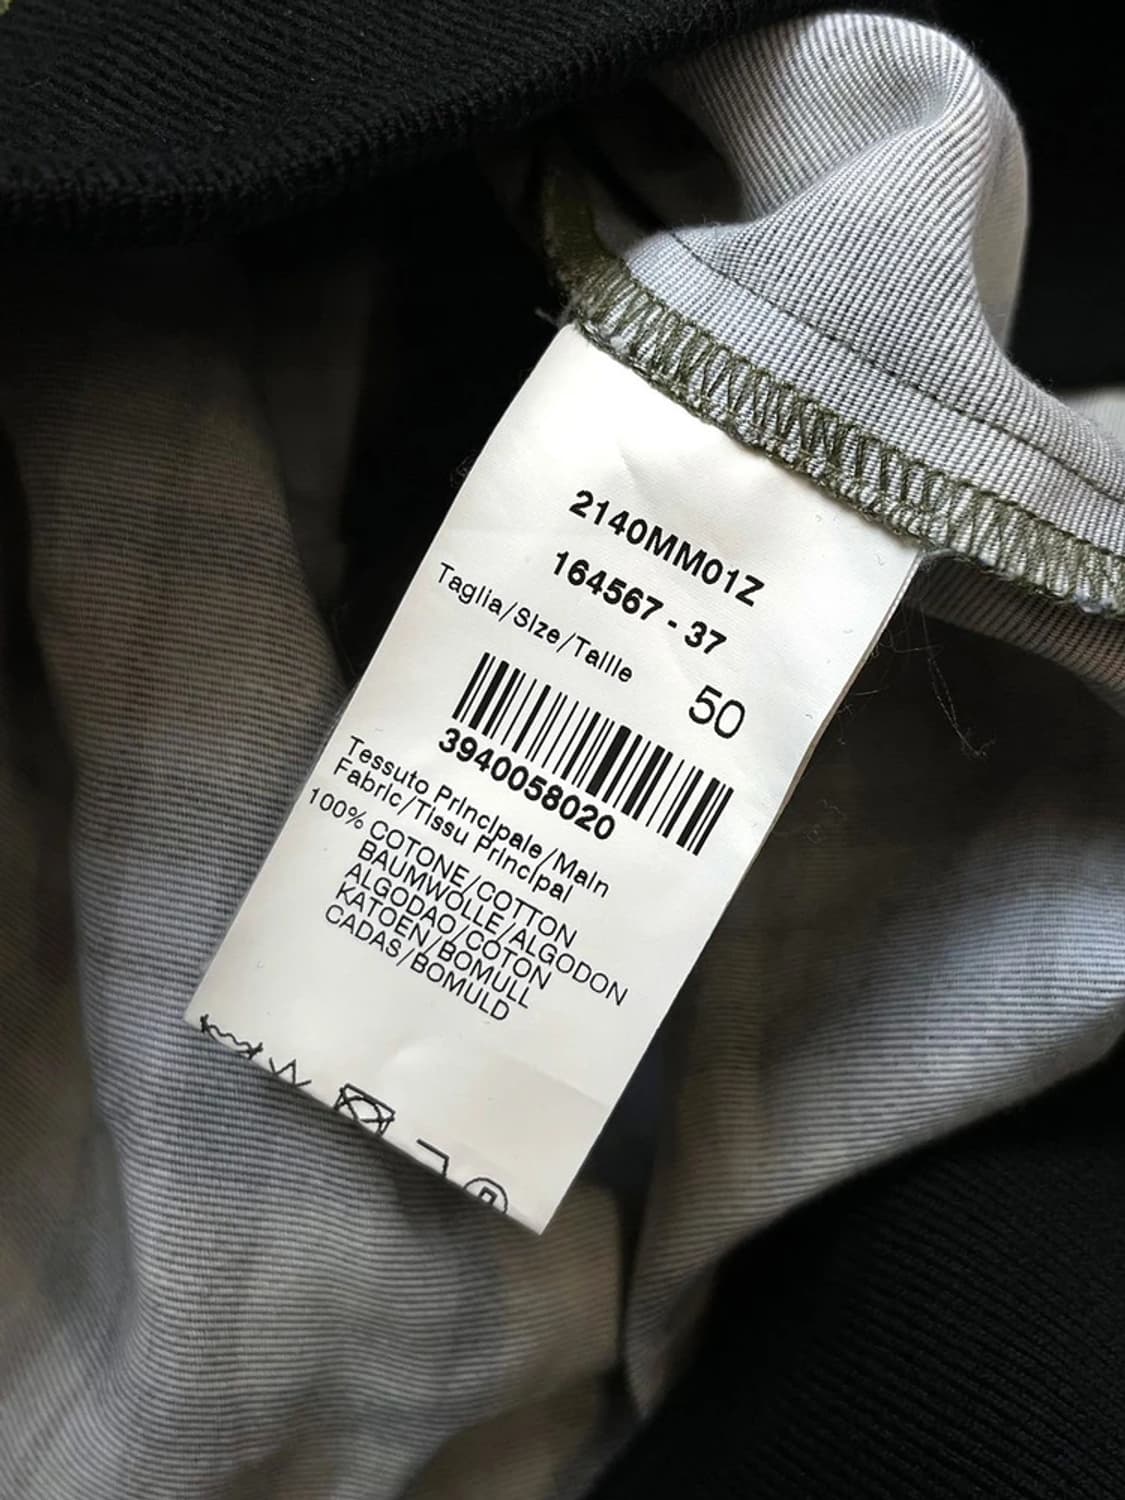 2140MM01Z
164567 - 37
Taglia/Size/Taille
50
3940058020
Tessuto Principale/Main
Fabric/Tissu Principal
100% COTONE/COTTON
BAUMWOLLE/ALGODON
ALGODAO/COTON
KATOEN/BOMULL
CADAS/BOMULD